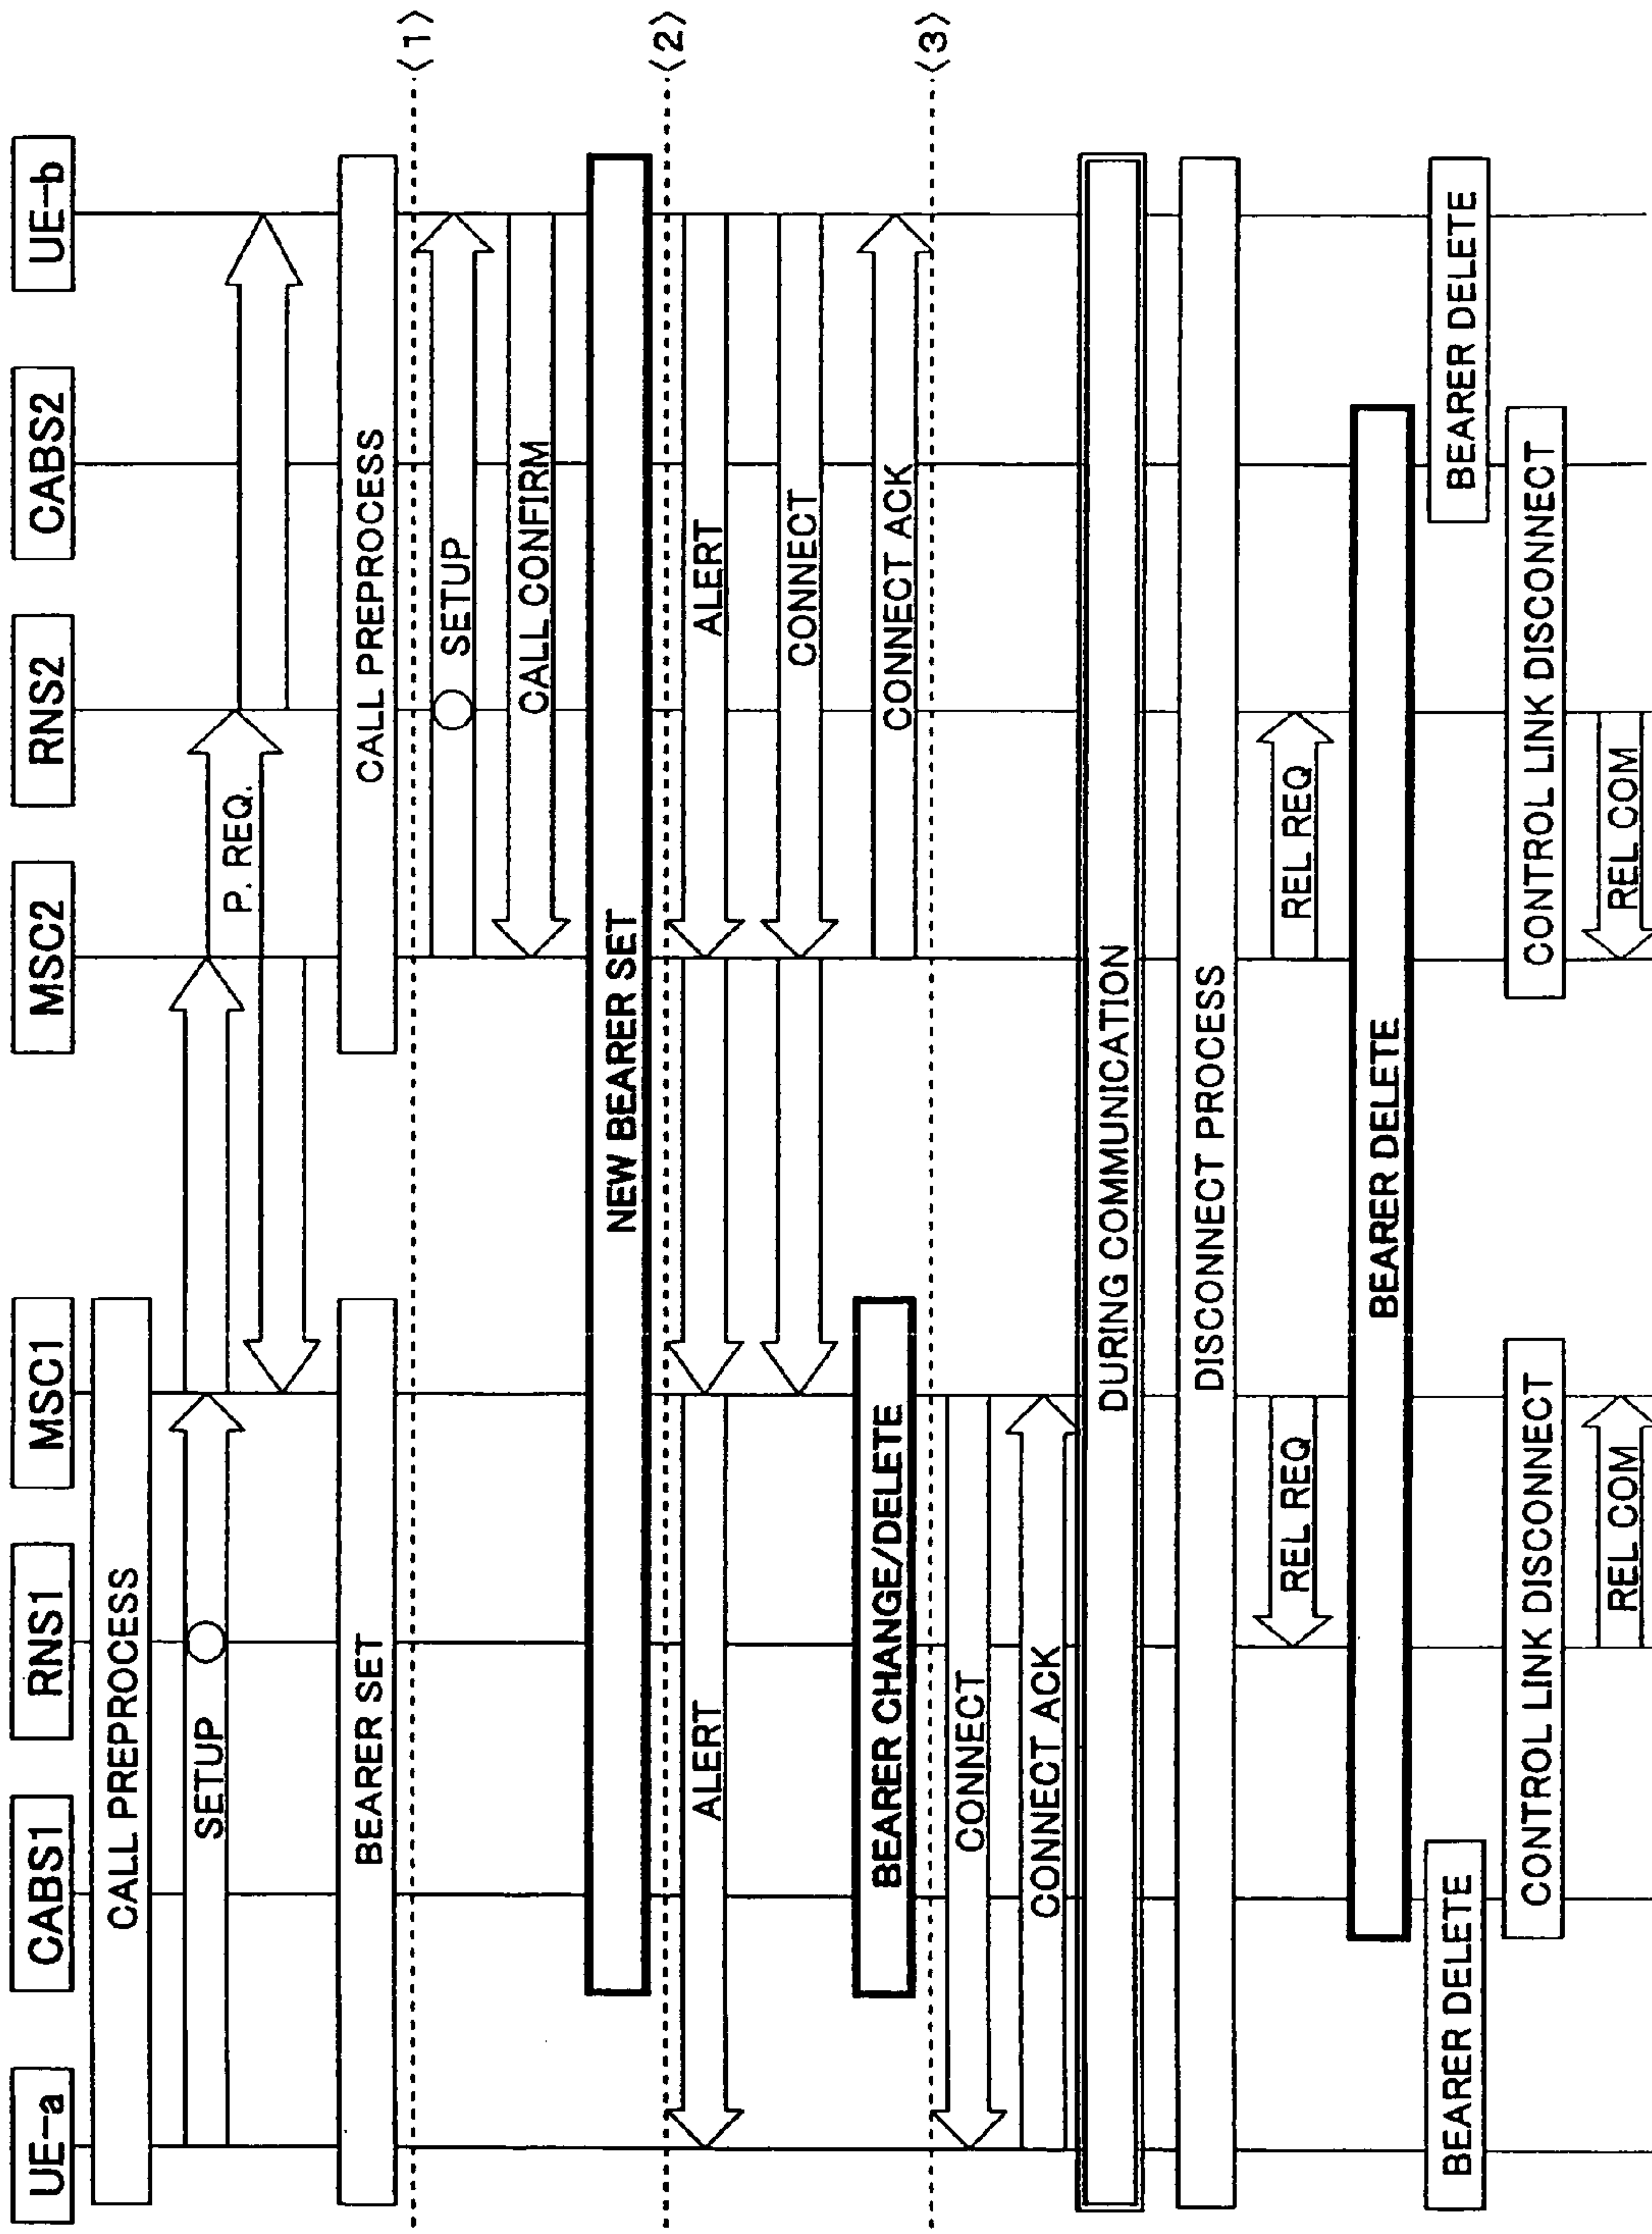 UE-a
CABS1
RNS1
MSC1
MSC2
RNS2
CABS2
UE-b
CALL PREPROCESS
SETUP
P. REQ.
BEARER SET
CALL PREPROCESS
<1>
SETUP
CALL CONFIRM
NEW BEARER SET
<2>
ALERT
ALERT
CONNECT
BEARER CHANGE/DELETE
CONNECT ACK
<3>
CONNECT
CONNECT ACK
DURING COMMUNICATION
DISCONNECT PROCESS
REL REQ
REL REQ
BEARER DELETE
BEARER DELETE
BEARER DELETE
CONTROL LINK DISCONNECT
CONTROL LINK DISCONNECT
REL COM
REL COM